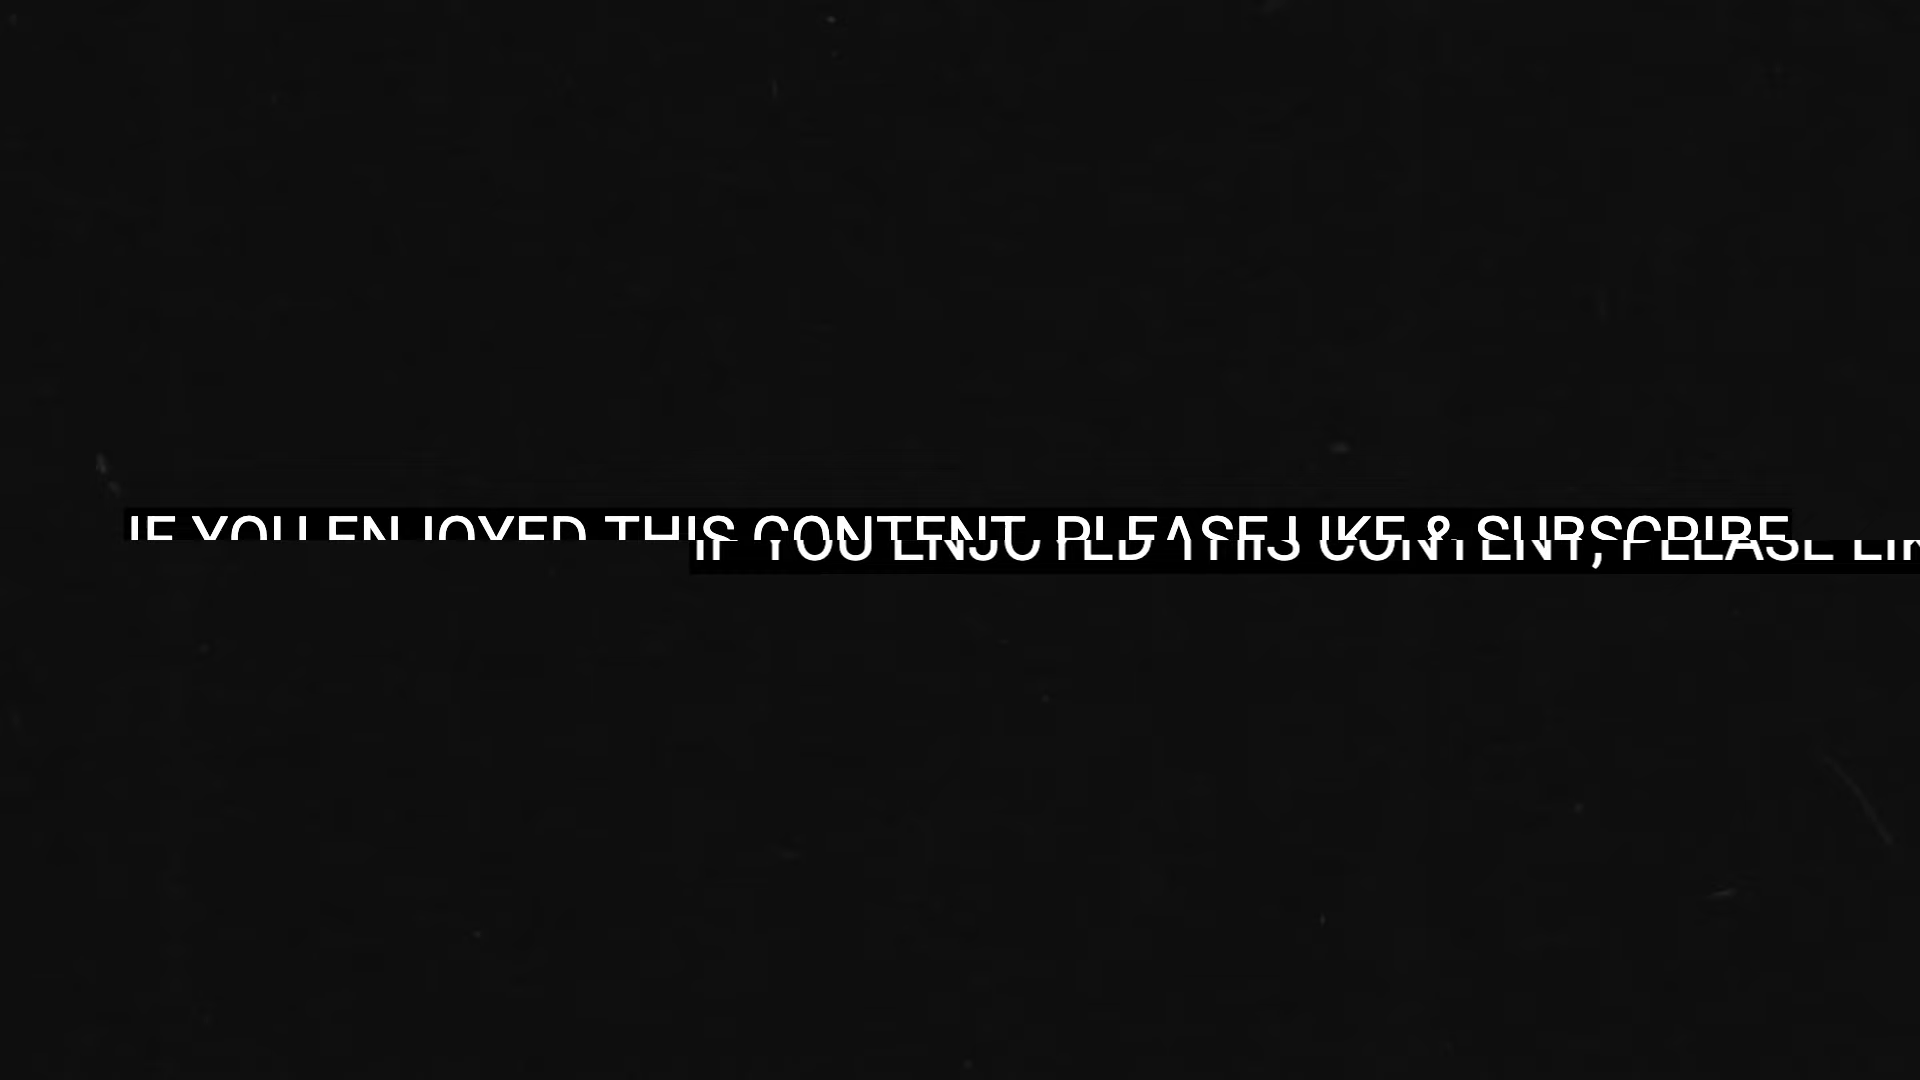 IF YOU ENJOYED THIS CONTENT, PLEASE LIKE & SUBSCRIBE
IF YOU ENJOYED THIS CONTENT, PLEASE